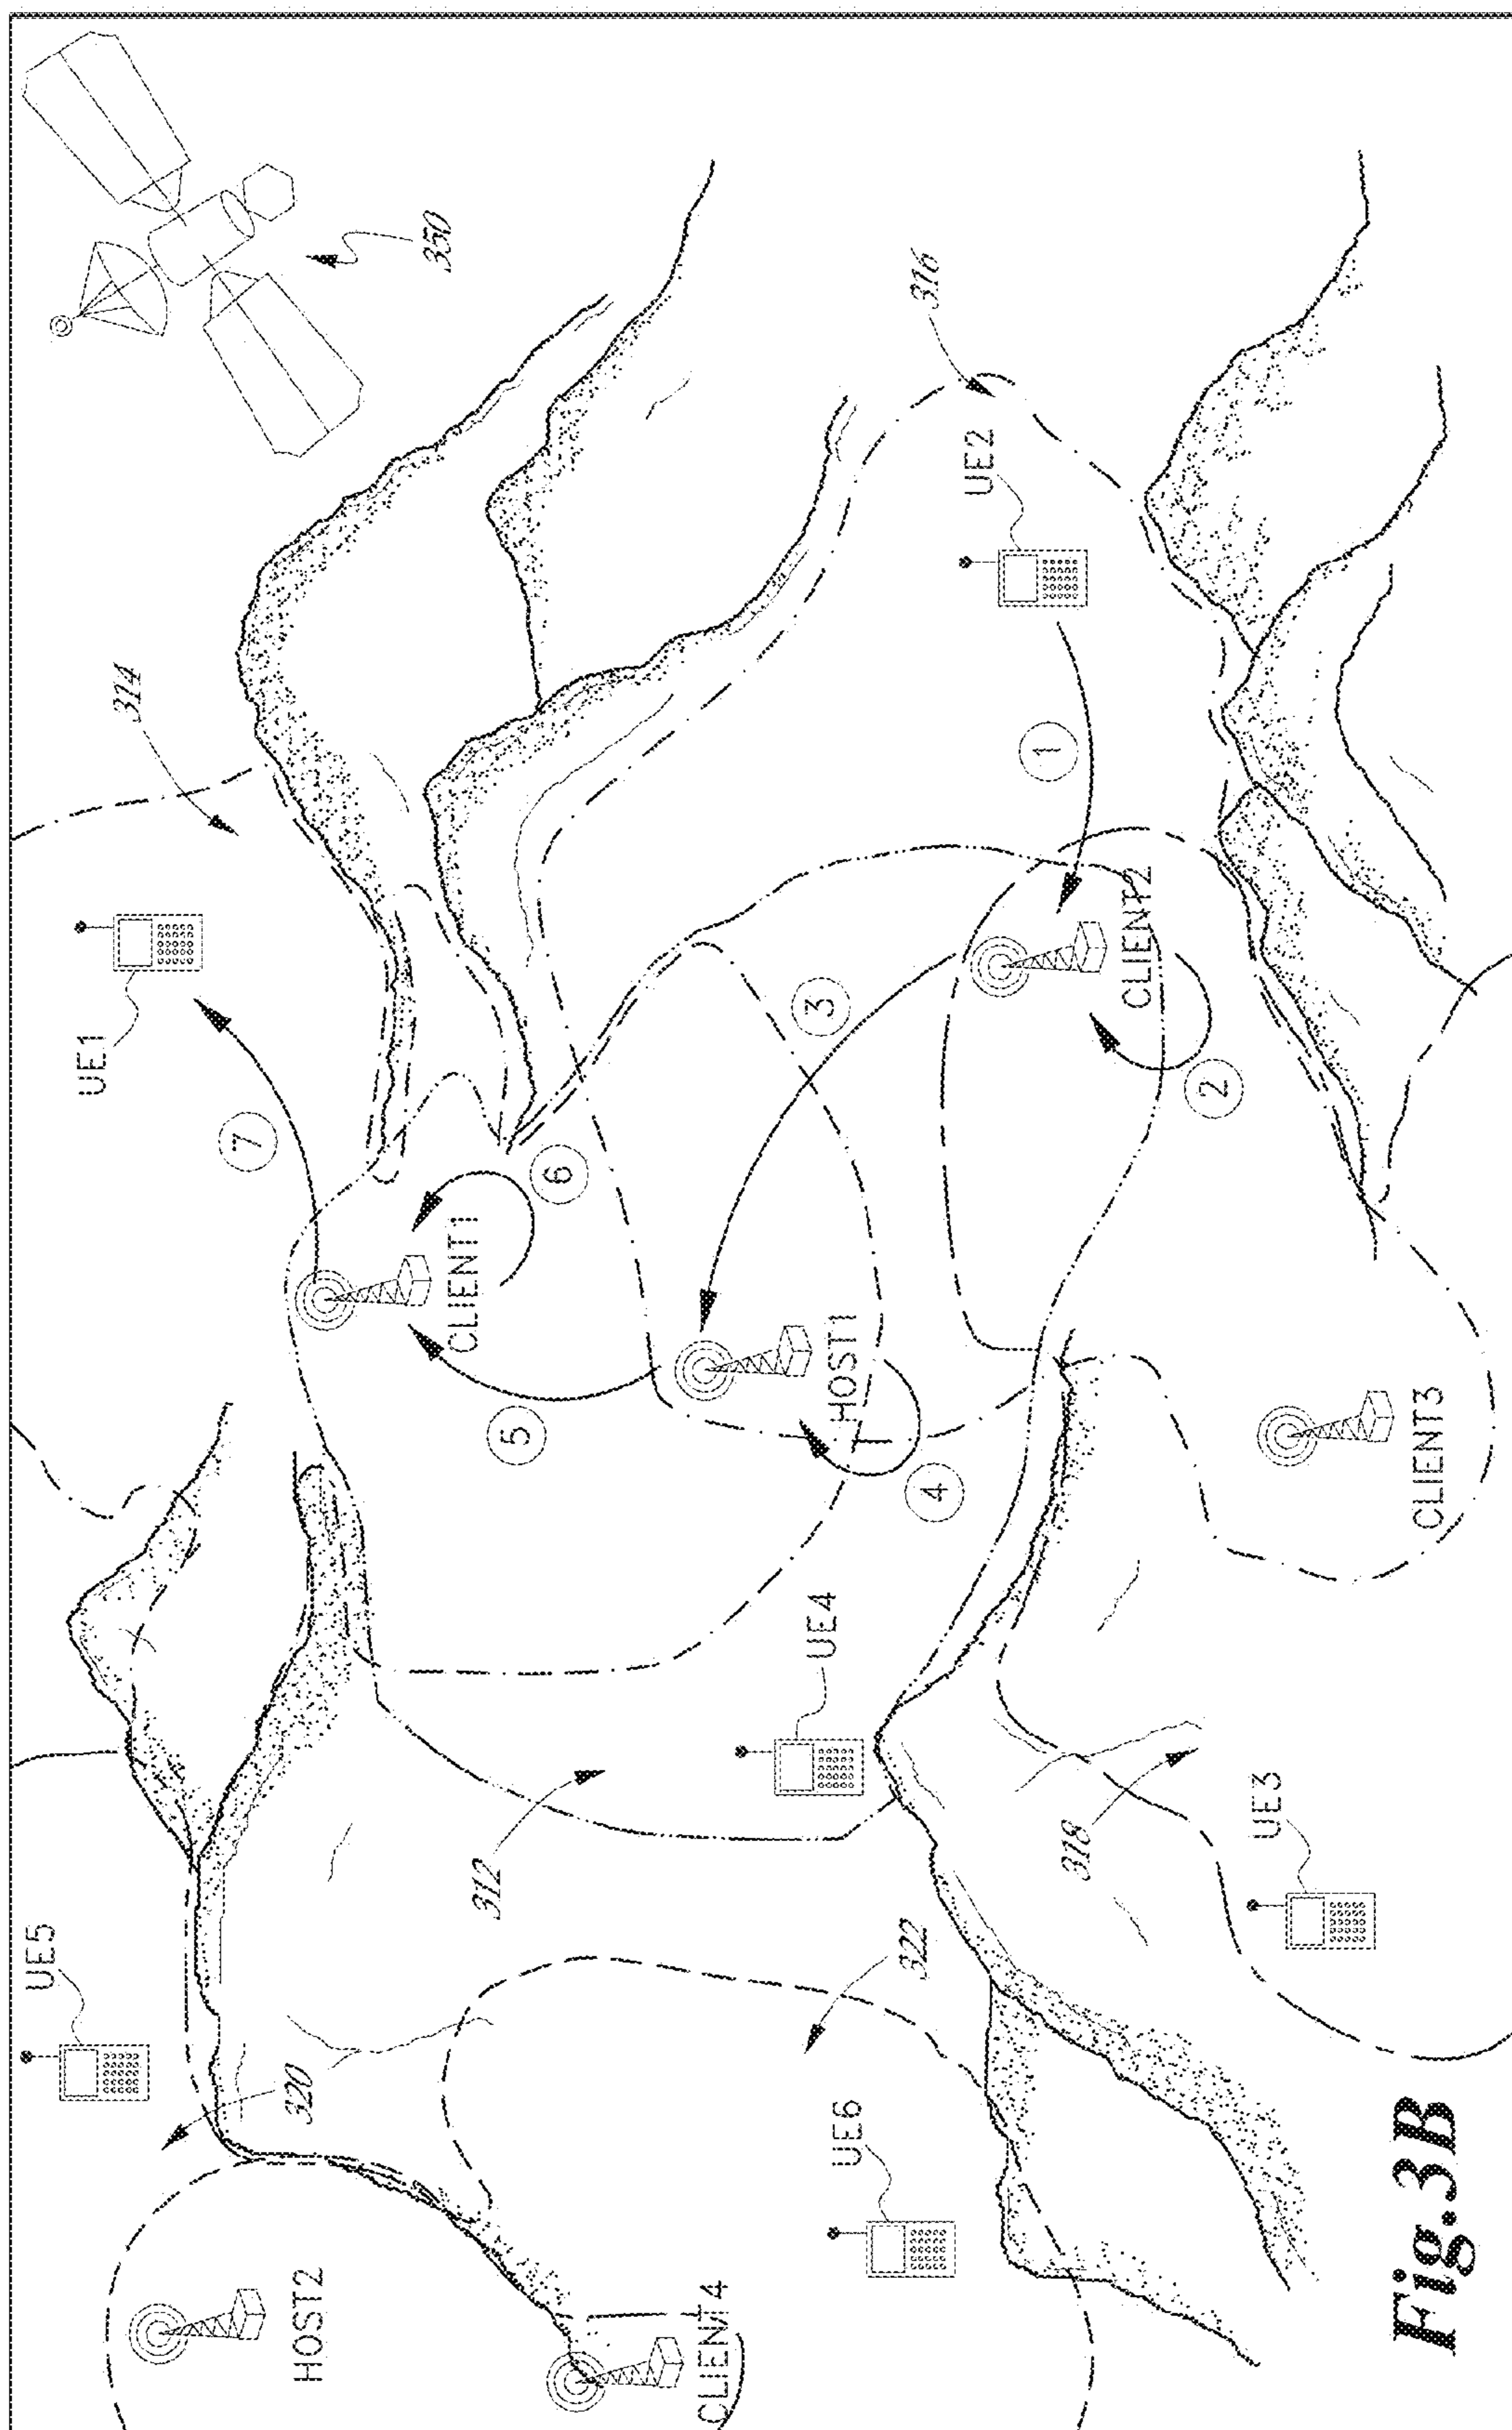 350
316
314
UE2
UE1
1
CLIENT2
3
2
7
6
CLIENT1
HOST1
5
4
CLIENT3
UE4
312
318
UE3
322
UE5
320
UE6
HOST2
CLIENT4
Fig.3B